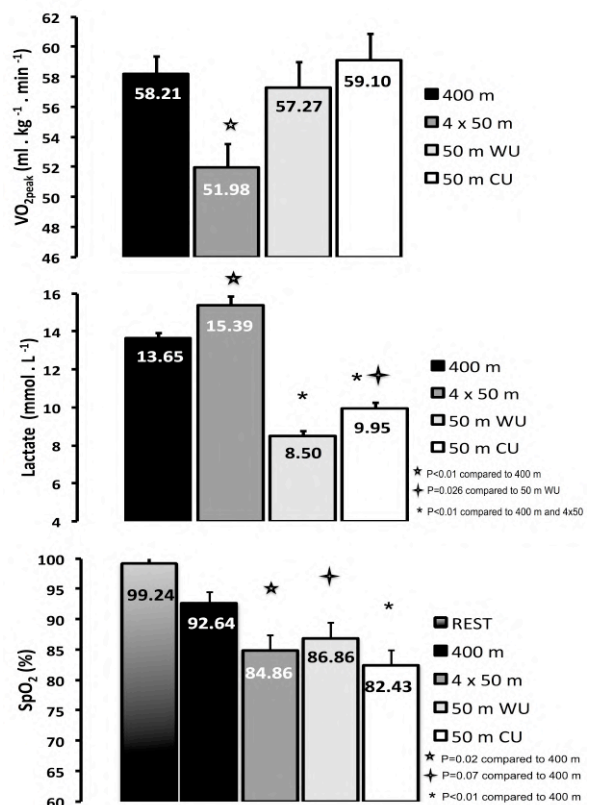 VO2peak (ml . kg-1 . min -1)
62
60
58
56
54
52
50
48
46
58.21
51.98
57.27
59.10
400 m
4 x 50 m
50 m WU
50 m CU
Lactate (mmol . L -1)
16
14
12
10
8
6
4
13.65
15.39
*
8.50
*
9.95
400 m
4 x 50 m
50 m WU
50 m CU
P<0.01 compared to 400 m
P=0.026 compared to 50 m WU
* P<0.01 compared to 400 m and 4x50
SpO2 (%)
100
95
90
85
80
75
70
65
60
99.24
92.64
84.86
86.86
*
82.43
REST
400 m
4 x 50 m
50 m WU
50 m CU
P=0.02 compared to 400 m
P=0.07 compared to 400 m
* P<0.01 compared to 400 m